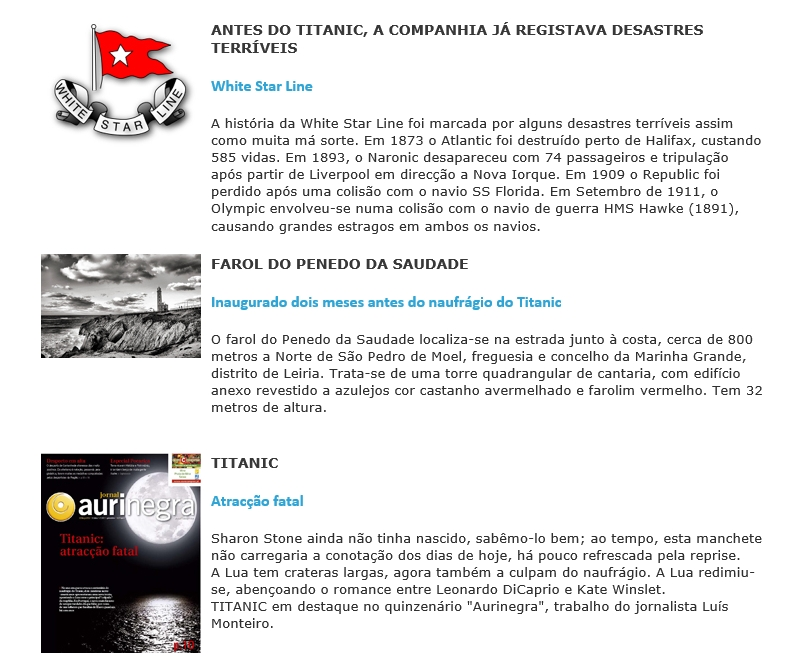 WHITE STAR LINE
ANTES DO TITANIC, A COMPANHIA JÁ REGISTAVA DESASTRES
TERRÍVEIS
White Star Line
A história da White Star Line foi marcada por alguns desastres terríveis assim
como muita má sorte. Em 1873 o Atlantic foi destruído perto de Halifax, custando
585 vidas. Em 1893, o Naronic desapareceu com 74 passageiros e tripulação
após partir de Liverpool em direcção a Nova Iorque. Em 1909 o Republic foi
perdido após uma colisão com o navio SS Florida. Em Setembro de 1911, o
Olympic envolveu-se numa colisão com o navio de guerra HMS Hawke (1891),
causando grandes estragos em ambos os navios.
FAROL DO PENEDO DA SAUDADE
Inaugurado dois meses antes do naufrágio do Titanic
O farol do Penedo da Saudade localiza-se na estrada junto à costa, cerca de 800
metros a Norte de São Pedro de Moel, freguesia e concelho da Marinha Grande,
distrito de Leiria. Trata-se de uma torre quadrangular de cantaria, com edifício
anexo revestido a azulejos cor castanho avermelhado e farolim vermelho. Tem 32
metros de altura.
jornal
aurinegra
Titanic:
atracção fatal
TITANIC
Atracção fatal
Sharon Stone ainda não tinha nascido, sabêmo-lo bem; ao tempo, esta manchete
não carregaria a conotação dos dias de hoje, há pouco refrescada pela reprise.
A Lua tem crateras largas, agora também a culpam do naufrágio. A Lua redimiu-
se, abençoando o romance entre Leonardo DiCaprio e Kate Winslet.
TITANIC em destaque no quinzenário "Aurinegra", trabalho do jornalista Luís
Monteiro.